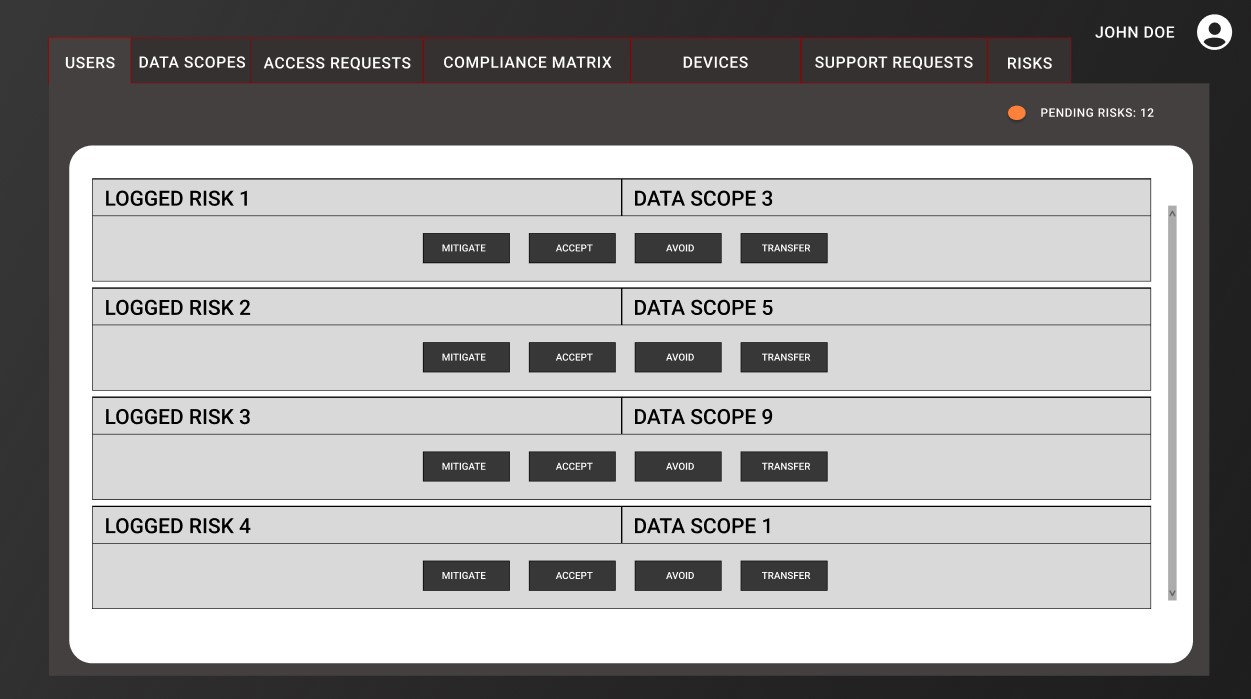 JOHN DOE
USERS DATA SCOPES ACCESS REQUESTS COMPLIANCE MATRIX DEVICES SUPPORT REQUESTS RISKS
PENDING RISKS: 12
LOGGED RISK 1 DATA SCOPE 3
MITIGATE ACCEPT AVOID TRANSFER
LOGGED RISK 2 DATA SCOPE 5
MITIGATE ACCEPT AVOID TRANSFER
LOGGED RISK 3 DATA SCOPE 9
MITIGATE ACCEPT AVOID TRANSFER
LOGGED RISK 4 DATA SCOPE 1
MITIGATE ACCEPT AVOID TRANSFER